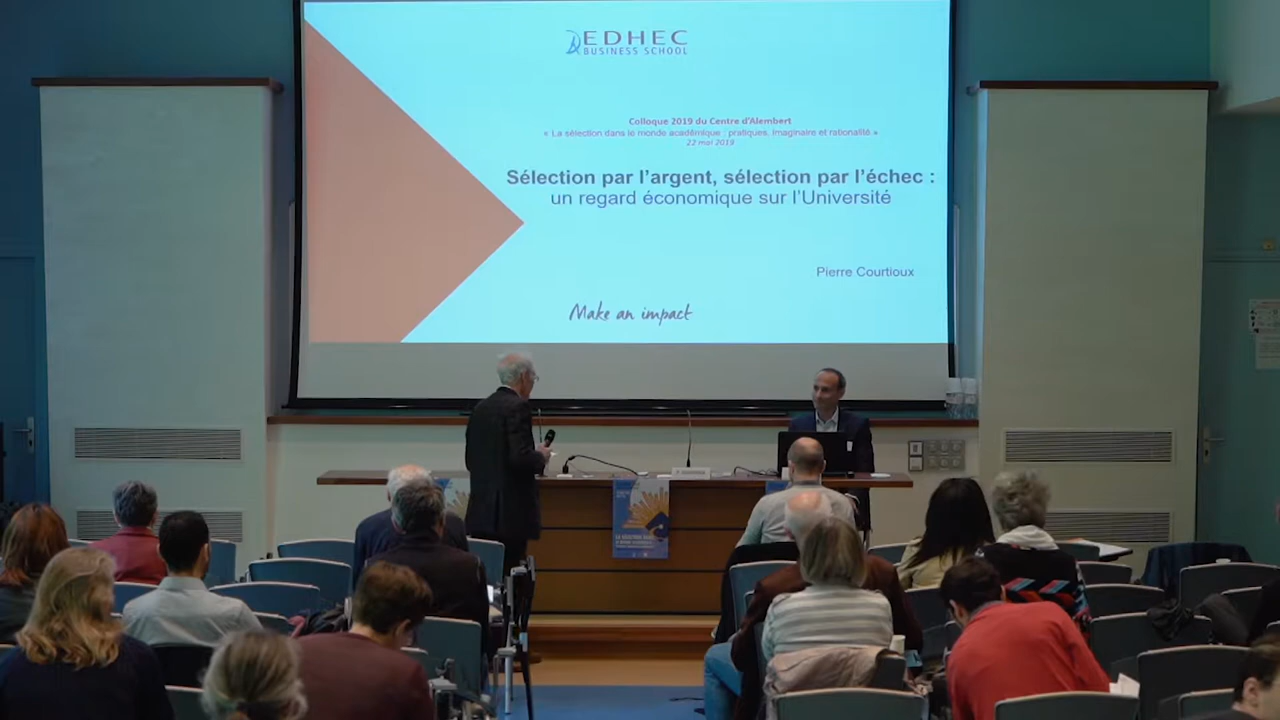 EDHEC
BUSINESS SCHOOL
Colloque 2019 du Centre d'Alembert
« La sélection dans le monde académique : pratiques, imaginaire et rationalité »
22 mai 2019
Sélection par l'argent, sélection par l'échec :
un regard économique sur l'Université
Pierre Courtioux
Make an impact